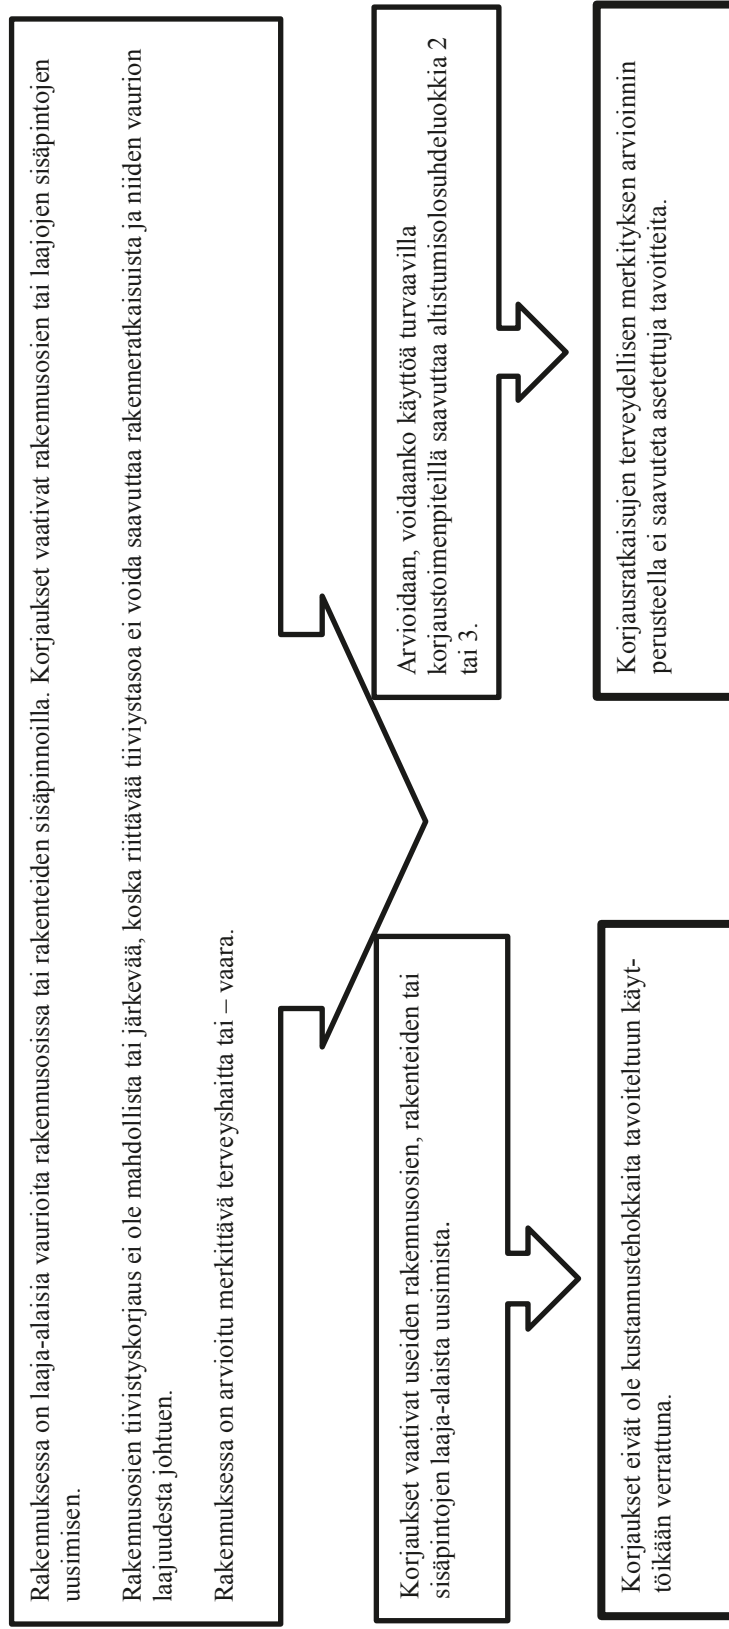 Rakennuksessa on laaja-alaisia vaurioita rakennusosissa tai rakenteiden sisäpinnoilla. Korjaukset vaativat rakennusosien tai laajojen sisäpintojen
uusimisen.
Rakennusosien tiivistyskorjaus ei ole mahdollista tai järkevää, koska riittävää tiiviystasoa ei voida saavuttaa rakenneratkaisuista ja niiden vaurion
laajuudesta johtuen.
Rakennuksessa on arvioitu merkittävä terveyshaitta tai – vaara.
Korjaukset vaativat useiden rakennusosien, rakenteiden tai
sisäpintojen laaja-alaista uusimista.
Arvioidaan, voidaanko käyttöä turvaavilla
korjaustoimenpiteillä saavuttaa altistumisolosuhdeluokkia 2
tai 3.
Korjaukset eivät ole kustannustehokkaita tavoiteltuun käyt-
töikään verrattuna.
Korjausratkaisujen terveydellisen merkityksen arvioinnin
perusteella ei saavuteta asetettuja tavoitteita.